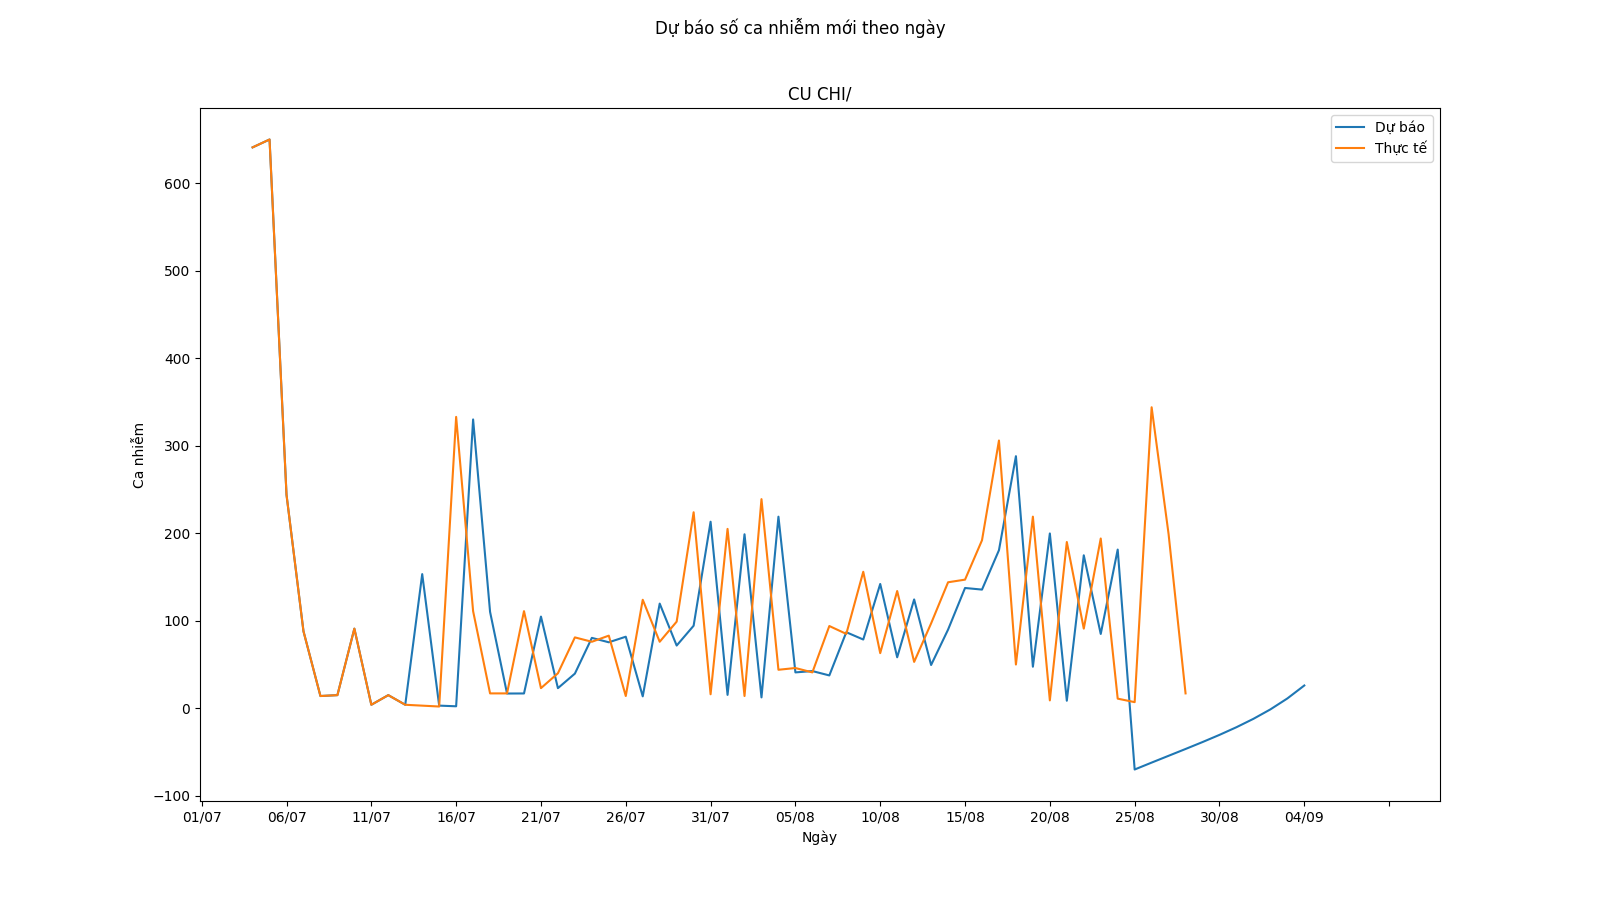 Dự báo số ca nhiễm mới theo ngày
CU CHI/
Dự báo
Thực tế
600
500
400
300
200
100
0
−100
Ca nhiễm
01/07 06/07 11/07 16/07 21/07 26/07 31/07 05/08 10/08 15/08 20/08 25/08 30/08 04/09
Ngày